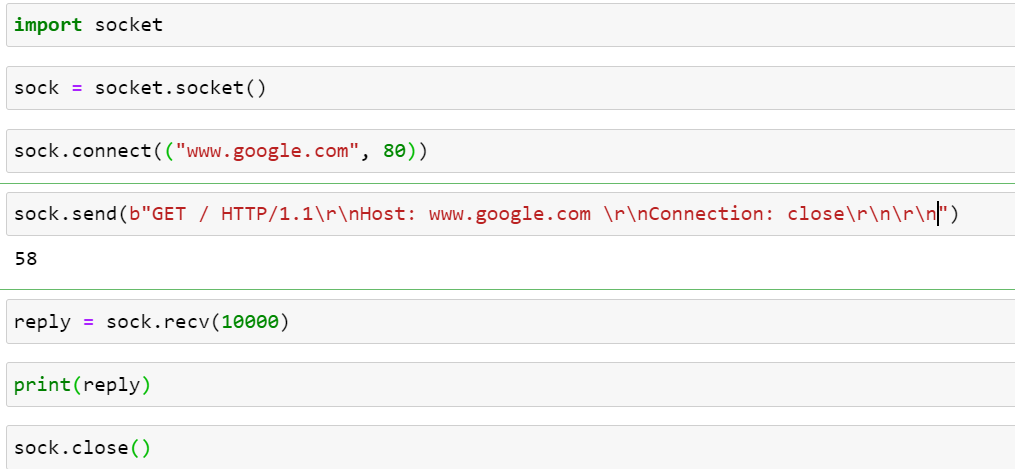 import socket
sock = socket.socket()
sock.connect(("www.google.com", 80))
sock.send(b"GET / HTTP/1.1\r\nHost: www.google.com \r\nConnection: close\r\n\r\n")
58
reply = sock.recv(10000)
print(reply)
sock.close()